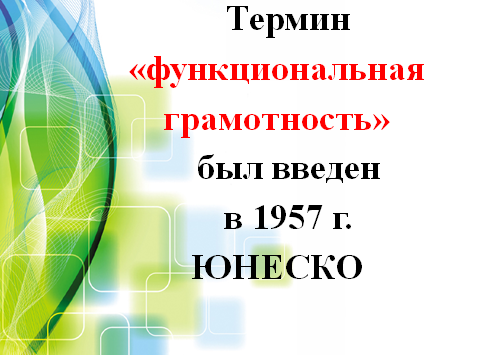 Термин
«функциональная
грамотность»
был введен
в 1957 г.
ЮНЕСКО